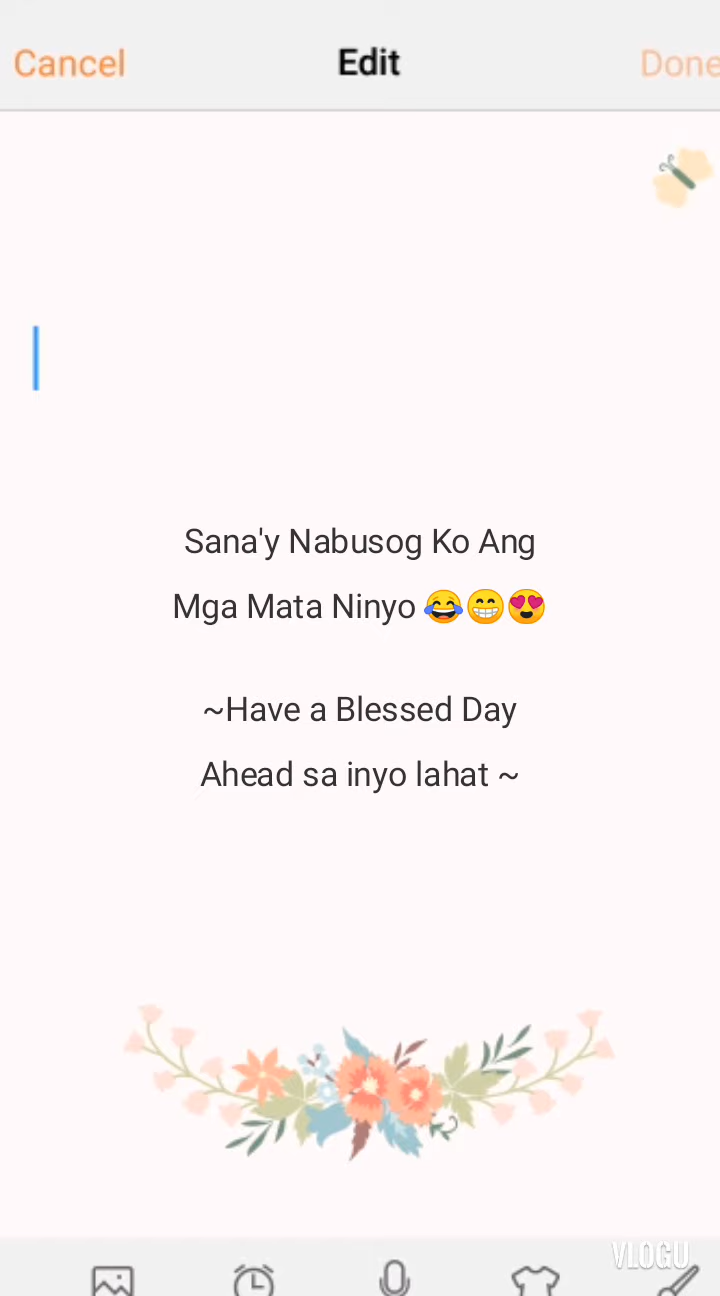 Cancel Edit Done
Sana'y Nabusog Ko Ang
Mga Mata Ninyo 😂😁😍
~Have a Blessed Day
Ahead sa inyo lahat ~
VLOGU